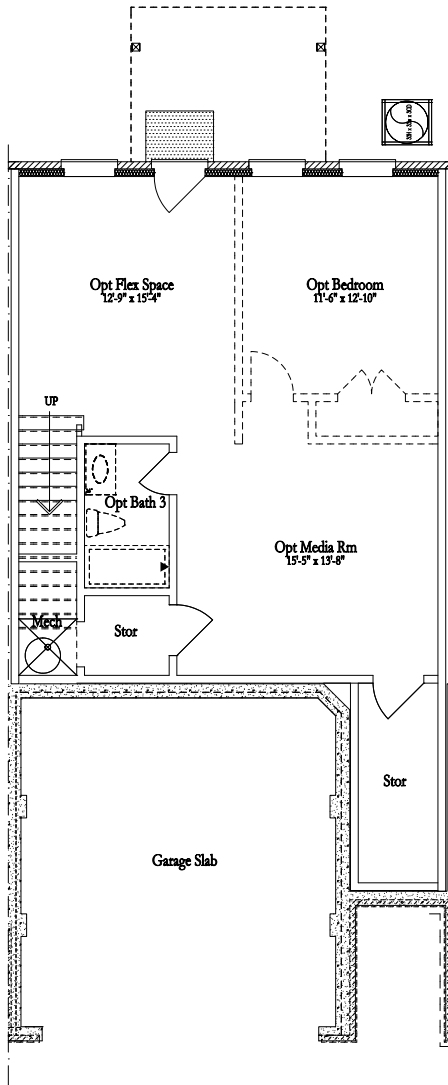 Opt Flex Space
12'-9" x 15'-4"
Opt Bedroom
11'-6" x 12'-10"
UP
Opt Bath 3
Opt Media Rm
15'-5" x 13'-8"
Mech
Stor
Stor
Garage Slab